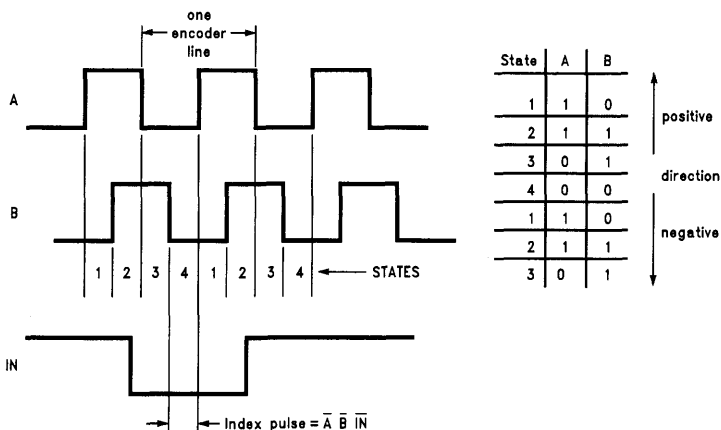 one
encoder
line
A
B
1 2 3 4 1 2 3 4 STATES
IN
Index pulse = A̅ B̅ I̅N̅
State A B
1 1 0
2 1 1
3 0 1
4 0 0
1 1 0
2 1 1
3 0 1
positive
direction
negative